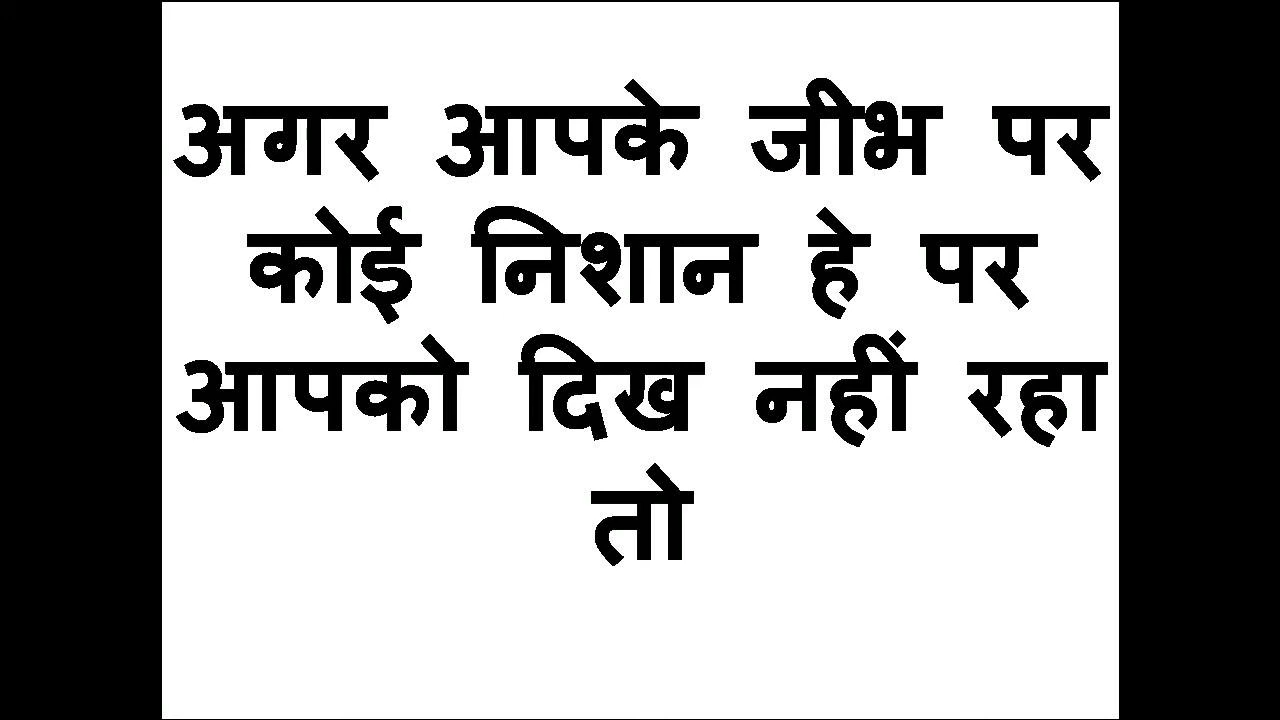 अगर आपके जीभ पर
कोई निशान हे पर
आपको दिख नहीं रहा
तो